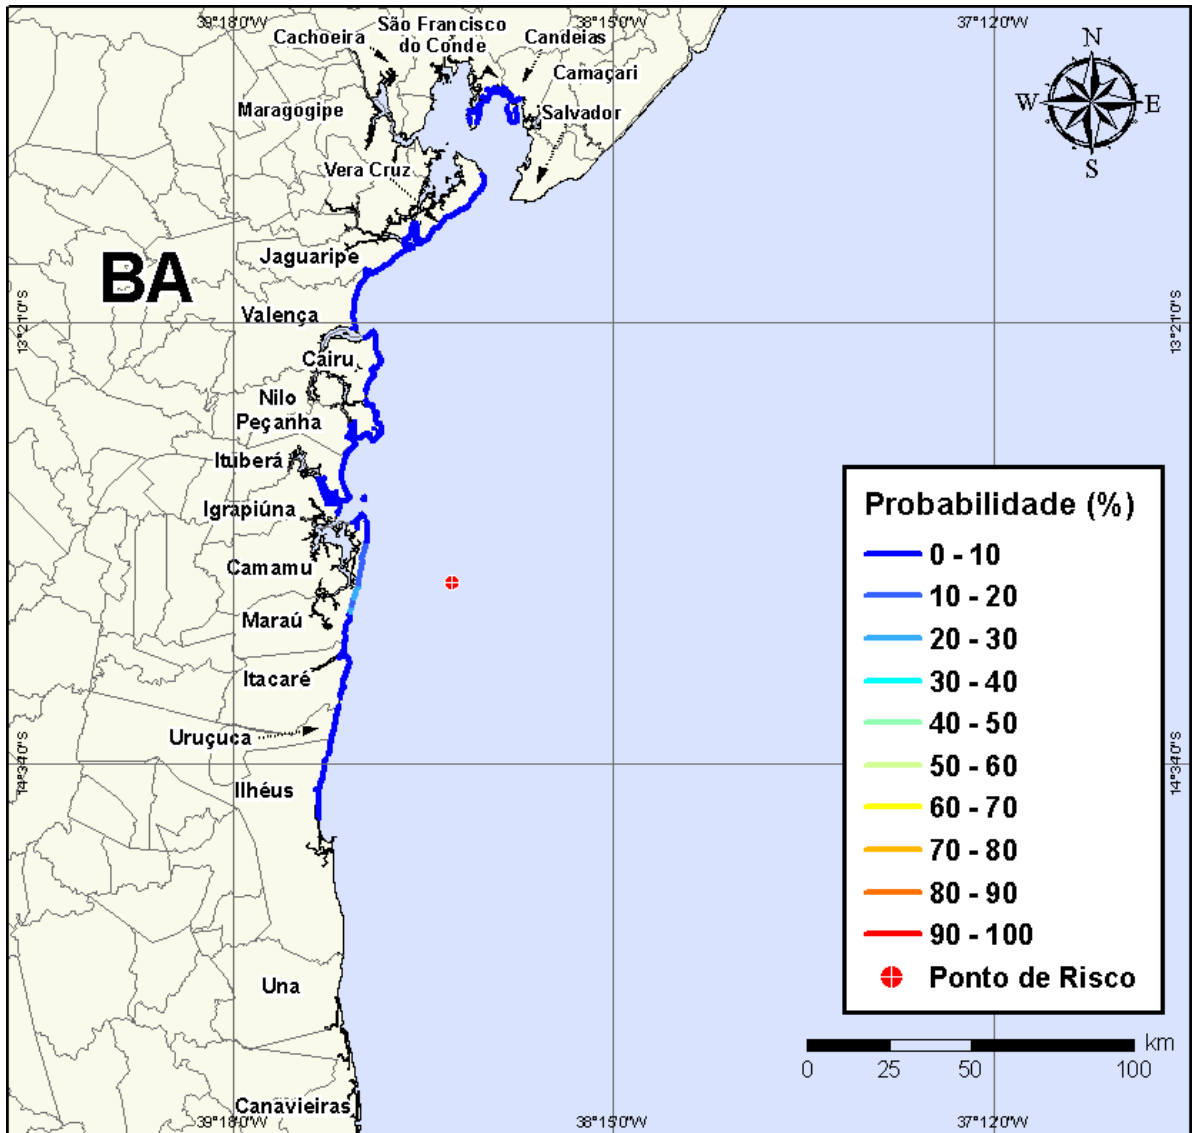 39°18'0"W
38°15'0"W
37°12'0"W
São Francisco
do Conde
Cachoeira
Candeias
Camaçari
Maragogipe
Salvador
Vera Cruz
N
W
E
S
Jaguaripe
BA
Valença
13°21'0"S
13°21'0"S
Cairu
Nilo
Peçanha
Ituberá
Igrapiúna
Camamu
Maraú
Itacaré
Uruçuca
Ilhéus
14°34'0"S
14°34'0"S
Una
Canavieiras
Probabilidade (%)
0 - 10
10 - 20
20 - 30
30 - 40
40 - 50
50 - 60
60 - 70
70 - 80
80 - 90
90 - 100
Ponto de Risco
km
0 25 50 100
39°18'0"W
38°15'0"W
37°12'0"W